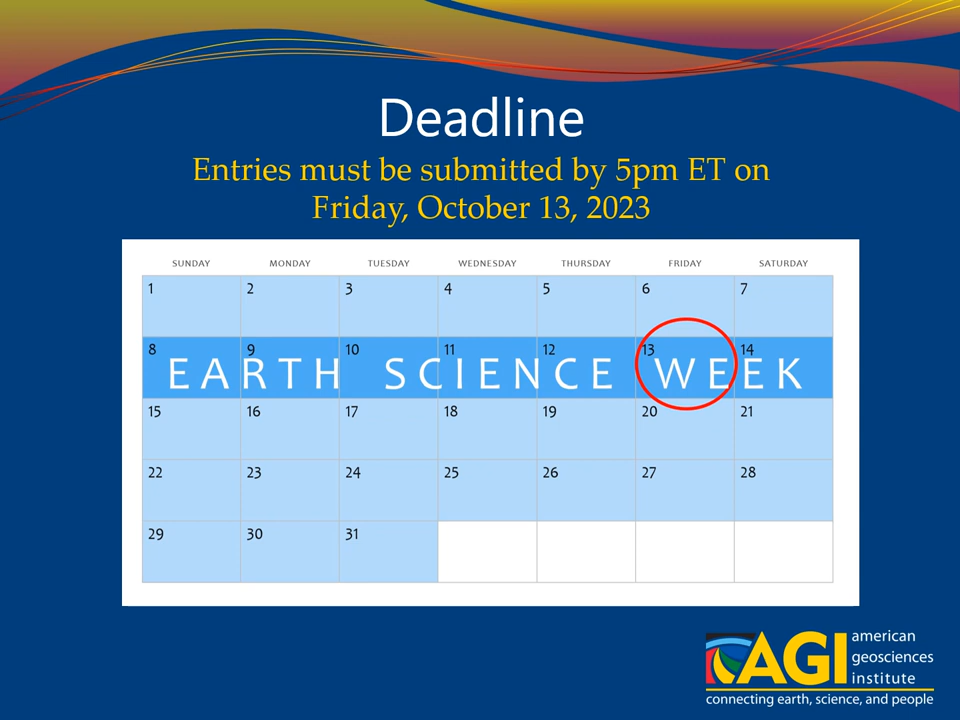 Deadline
Entries must be submitted by 5pm ET on
Friday, October 13, 2023
SUNDAY MONDAY TUESDAY WEDNESDAY THURSDAY FRIDAY SATURDAY
1 2 3 4 5 6 7
8 9 10 11 12 13 14
EARTH SCIENCE WEEK
15 16 17 18 19 20 21
22 23 24 25 26 27 28
29 30 31
AGI
american
geosciences
institute
connecting earth, science, and people